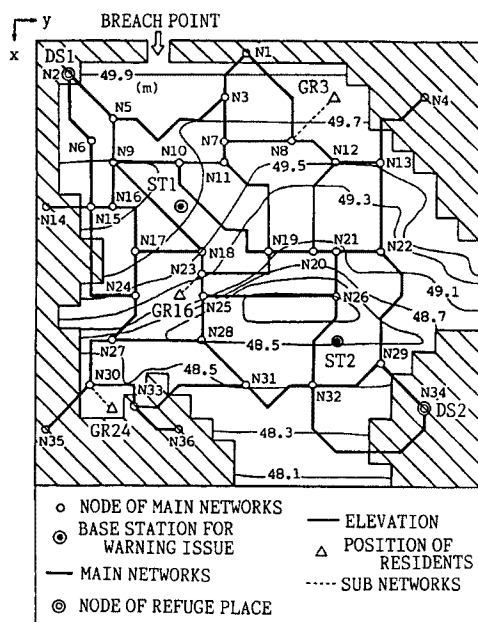 BREACH POINT
y
x
DS1
N1
N2
49.9
(m)
GR3
N3
N4
N5
49.7
N6
N7
N8
N9
N10
49.5
N12
N13
N11
ST1
49.3
N14
N15
N16
N17
N18
N19
N21
N22
N23
N20
49.1
N24
N25
N26
48.7
GR16
N27
N28
48.5
ST2
N29
N30
48.5
N31
N32
N33
N34
DS2
GR24
N35
N36
48.3
48.1
NODE OF MAIN NETWORKS
BASE STATION FOR
WARNING ISSUE
MAIN NETWORKS
NODE OF REFUGE PLACE
ELEVATION
POSITION OF
RESIDENTS
SUB NETWORKS